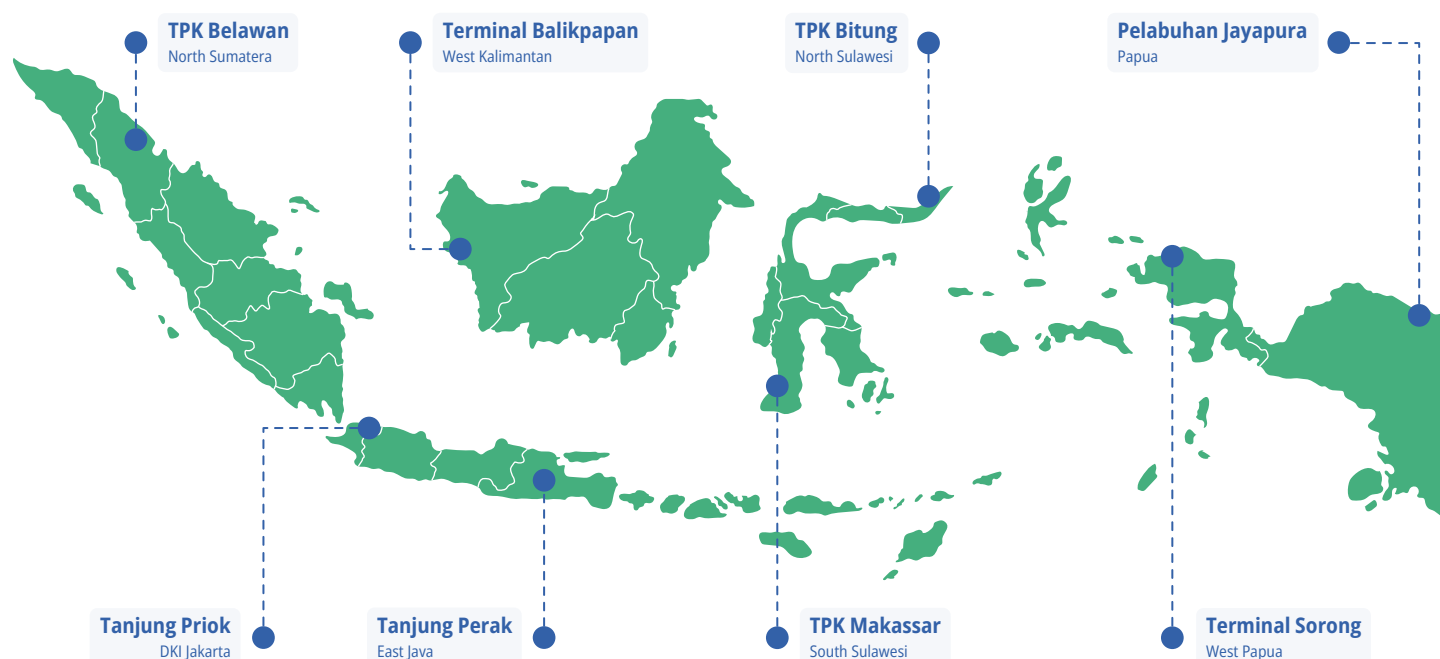 TPK Belawan
North Sumatera
Terminal Balikpapan
West Kalimantan
TPK Bitung
North Sulawesi
Pelabuhan Jayapura
Papua
Tanjung Priok
DKI Jakarta
Tanjung Perak
East Java
TPK Makassar
South Sulawesi
Terminal Sorong
West Papua